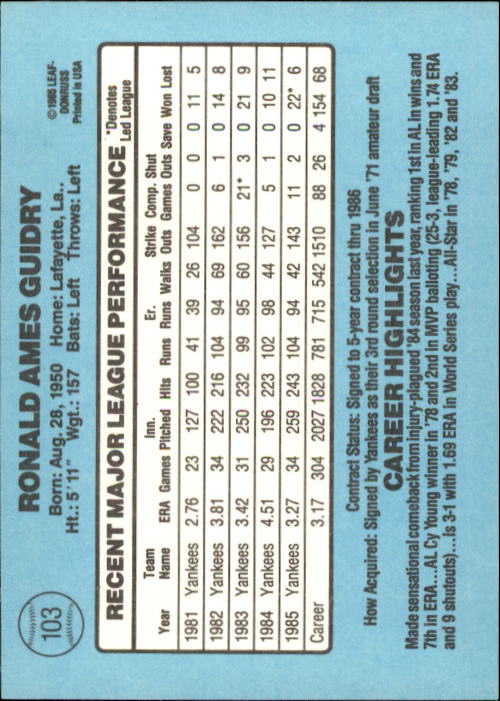 103
RONALD AMES GUIDRY
Born: Aug. 28, 1950 Home: Lafayette, La..
Ht.: 5' 11" Wgt.: 157 Bats: Left Throws: Left
©1985 LEAF-
DONRUSS
Printed in USA
RECENT MAJOR LEAGUE PERFORMANCE
*Denotes
Led League
Team Inn. Er. Strike Comp. Shut
Year Name ERA Games Pitched Hits Runs Runs Walks Outs Games Outs Save Won Lost
1981 Yankees 2.76 23 127 100 41 39 26 104 0 0 0 11 5
1982 Yankees 3.81 34 222 216 104 94 69 162 6 1 0 14 8
1983 Yankees 3.42 31 250 232 99 95 60 156 21* 3 0 21 9
1984 Yankees 4.51 29 196 223 102 98 44 127 5 1 0 10 11
1985 Yankees 3.27 34 259 243 104 94 42 143 11 2 0 22* 6
Career 3.17 304 2027 1828 781 715 542 1510 88 26 4 154 68
Contract Status: Signed to 5-year contract thru 1986
How Acquired: Signed by Yankees as their 3rd round selection in June '71 amateur draft
CAREER HIGHLIGHTS
Made sensational comeback from injury-plagued '84 season last year, ranking 1st in AL in wins and
7th in ERA...AL Cy Young winner in '78 and 2nd in MVP balloting (25-3, league-leading 1.74 ERA
and 9 shutouts)...Is 3-1 with 1.69 ERA in World Series play...All-Star in '78, '79, '82 and '83.